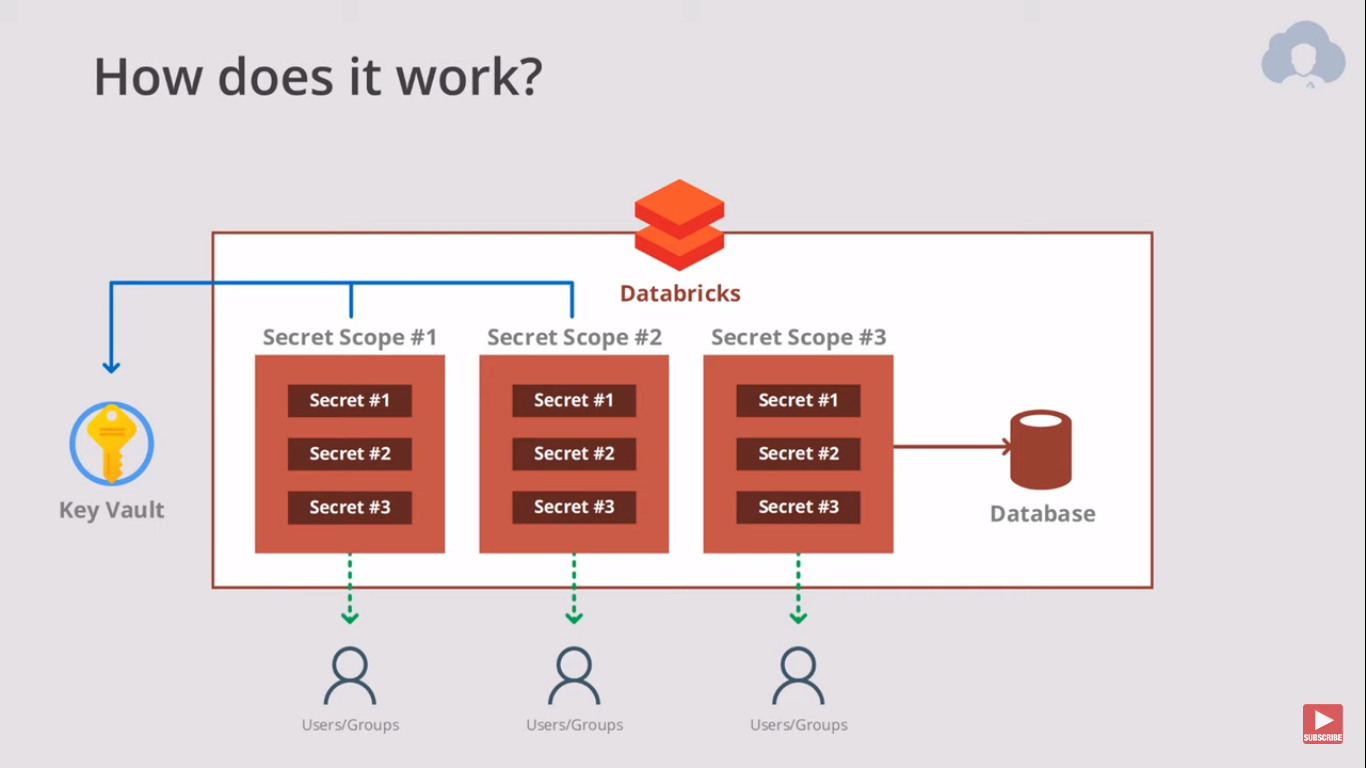 How does it work?
Databricks
Secret Scope #1
Secret Scope #2
Secret Scope #3
Secret #1
Secret #1
Secret #1
Secret #2
Secret #2
Secret #2
Secret #3
Secret #3
Secret #3
Key Vault
Database
Users/Groups
Users/Groups
Users/Groups
SUBSCRIBE